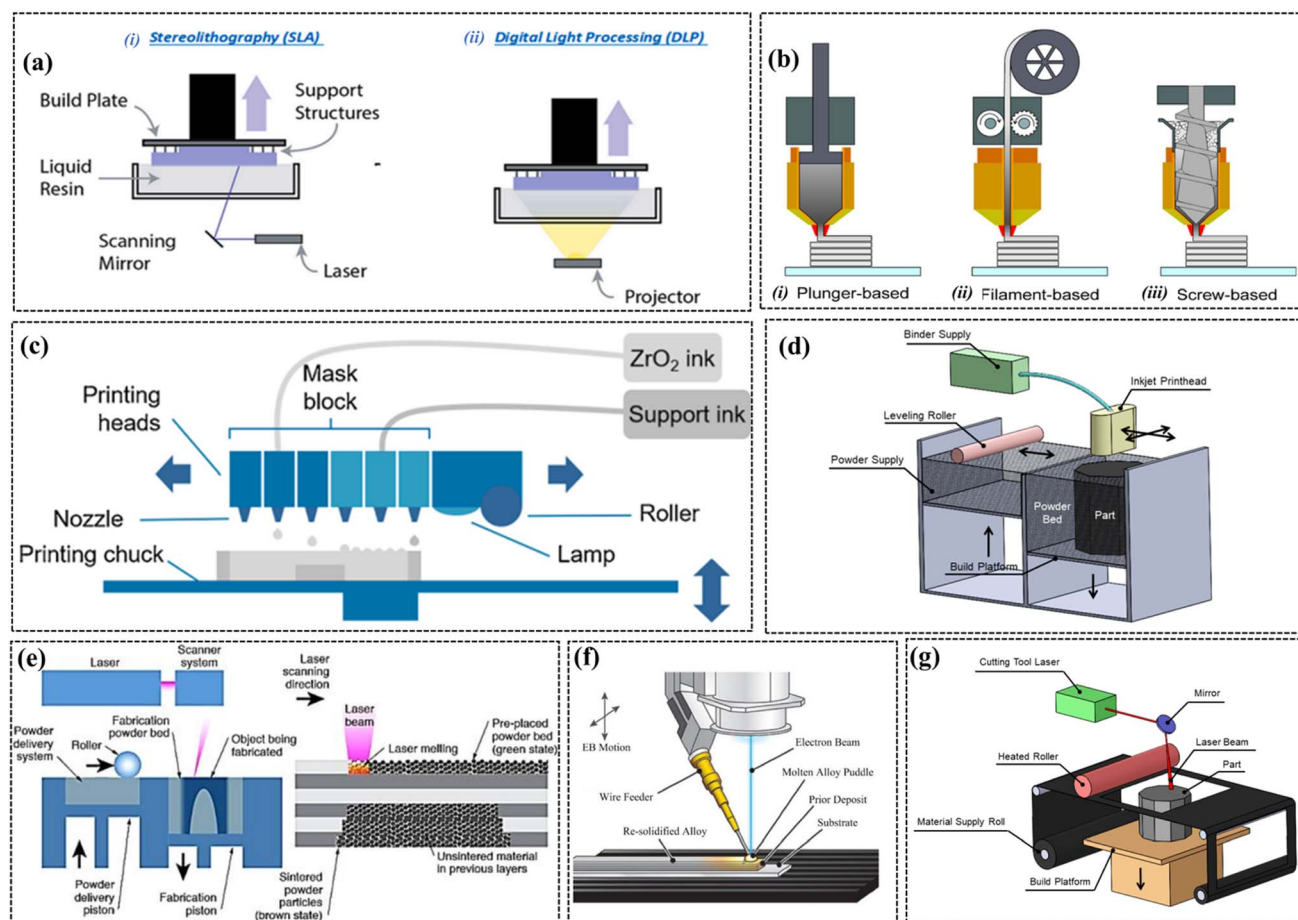 (a)
(i) Stereolithography (SLA)
(ii) Digital Light Processing (DLP)
Build Plate
Support
Structures
Liquid
Resin
Scanning
Mirror
Laser
Projector
(b)
(i) Plunger-based
(ii) Filament-based
(iii) Screw-based
(c)
ZrO₂ ink
Support ink
Mask
block
Printing
heads
Nozzle
Roller
Lamp
Printing chuck
(d)
Binder Supply
Inkjet Printhead
Leveling Roller
Powder Supply
Powder
Bed
Part
Build Platform
(e)
Laser
Scanner
system
Laser
scanning
direction
Fabrication
powder bed
Powder
delivery
system
Roller
Object being
fabricated
Laser
beam
Laser melling
Pre-placed
powder bed
(green state)
Unsintered material
in previous layers
Sintered
powder
particles
(brown state)
Powder
delivery
piston
Fabrication
piston
(f)
EB Motion
Electron Beam
Molten Alloy Puddle
Prior Deposit
Substrate
Wire Feeder
Re-solidified Alloy
(g)
Cutting Tool Laser
Mirror
Laser Beam
Part
Heated Roller
Material Supply Roll
Build Platform